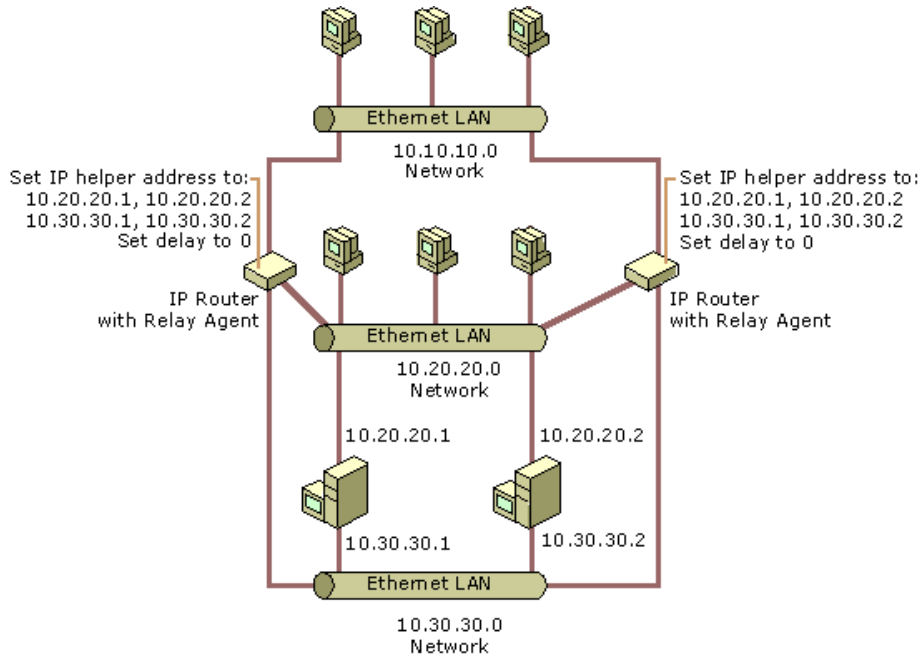 Ethernet LAN
10.10.10.0
Network
Set IP helper address to:
10.20.20.1, 10.20.20.2
10.30.30.1, 10.30.30.2
Set delay to 0
Set IP helper address to:
10.20.20.1, 10.20.20.2
10.30.30.1, 10.30.30.2
Set delay to 0
IP Router
with Relay Agent
IP Router
with Relay Agent
Ethernet LAN
10.20.20.0
Network
10.20.20.1
10.20.20.2
10.30.30.1
10.30.30.2
Ethernet LAN
10.30.30.0
Network